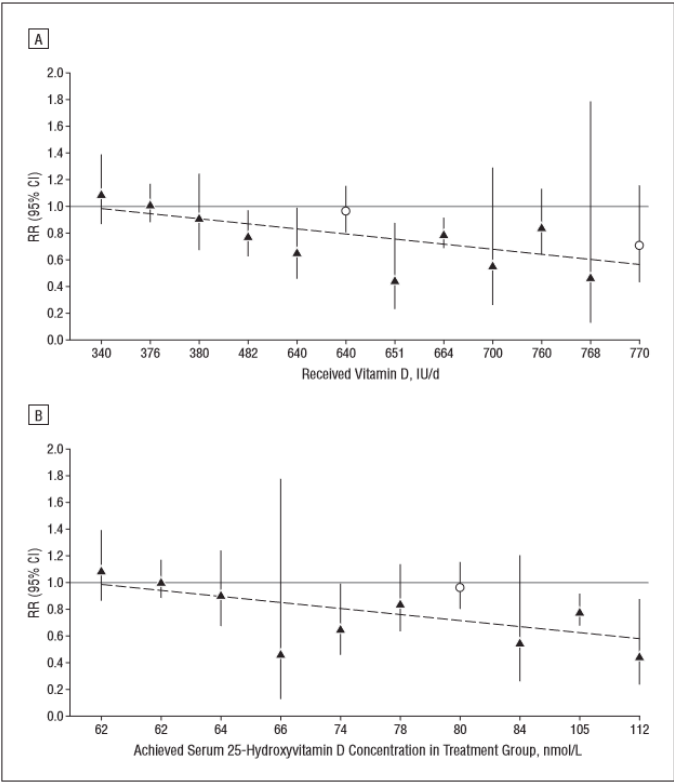 A
2.0
1.8
1.6
1.4
1.2
1.0
0.8
0.6
0.4
0.2
0.0
RR (95% CI)
340 376 380 482 640 640 651 664 700 760 768 770
Received Vitamin D, IU/d
B
2.0
1.8
1.6
1.4
1.2
1.0
0.8
0.6
0.4
0.2
0.0
RR (95% CI)
62 62 64 66 74 78 80 84 105 112
Achieved Serum 25-Hydroxyvitamin D Concentration in Treatment Group, nmol/L